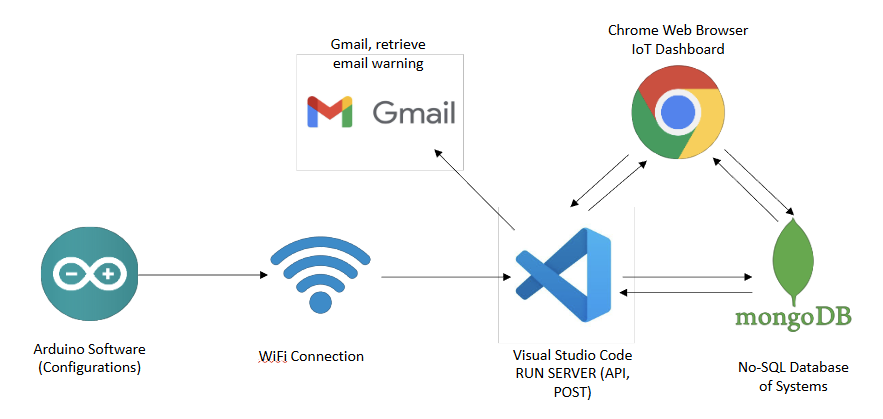 Chrome Web Browser
IoT Dashboard
Gmail, retrieve
email warning
Gmail
mongoDB
Arduino Software
(Configurations)
WiFi Connection
Visual Studio Code
RUN SERVER (API,
POST)
No-SQL Database
of Systems